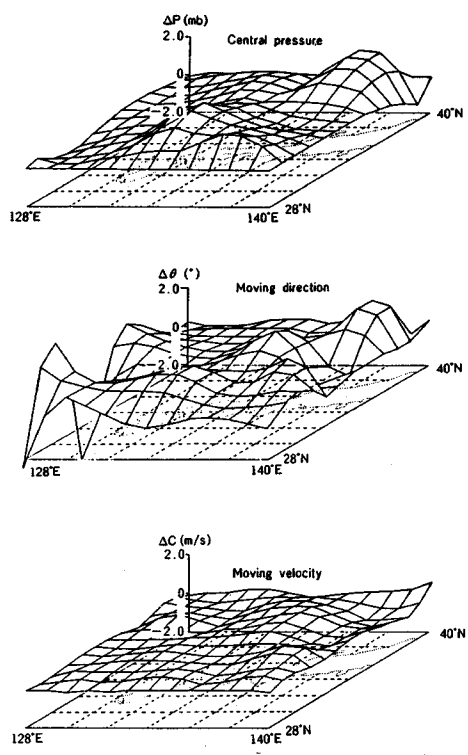 ΔP (mb)
2.0
Central pressure
0
-2.0
40°N
128°E
140°E
28°N
Δθ (°)
2.0
Moving direction
0
2.0
40°N
128°E
140°E
28°N
ΔC (m/s)
2.0
Moving velocity
0
2.0
40°N
128°E
140°E
28°N